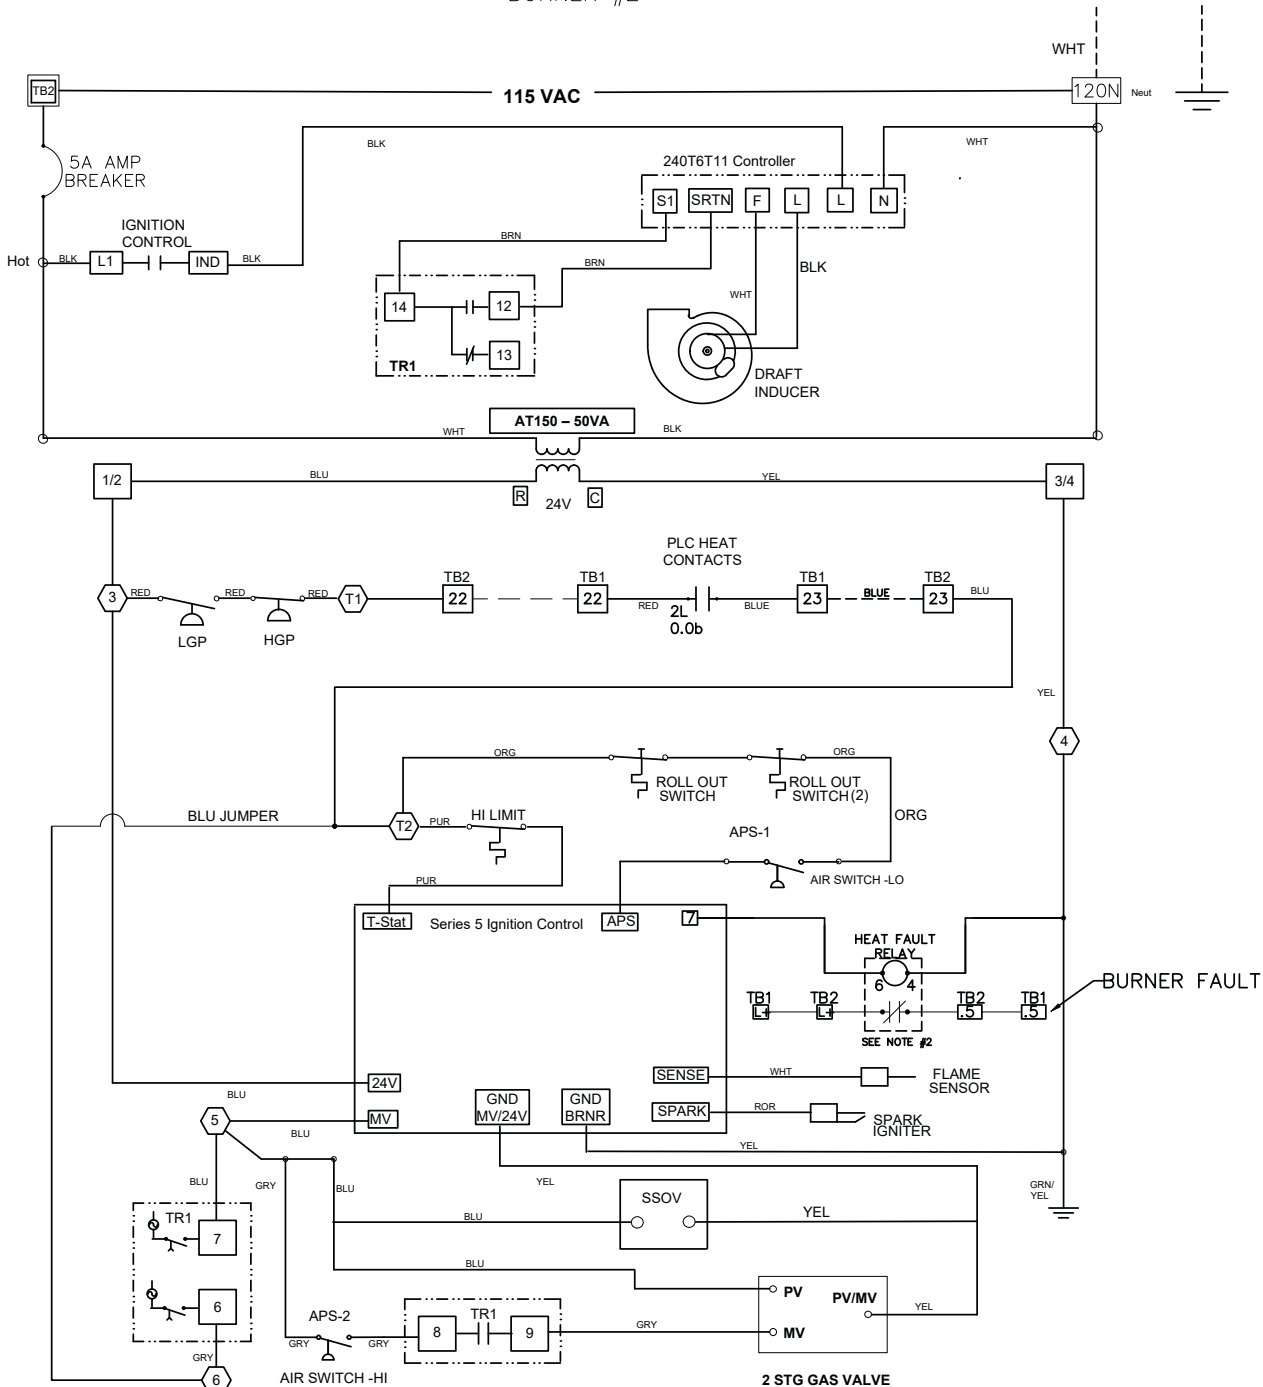 WHT
TB2
115 VAC
120N
Neut
5A AMP
BREAKER
BLK
WHT
240T6T11 Controller
S1
SRTN
F
L
L
N
IGNITION
CONTROL
Hot
BLK
L1
IND
BLK
BRN
BRN
BLK
WHT
14
12
13
TR1
DRAFT
INDUCER
AT150 – 50VA
WHT
BLK
1/2
BLU
R
24V
C
YEL
3/4
PLC HEAT
CONTACTS
3
RED
RED
RED
T1
TB2
22
TB1
22
RED
2L
0.0b
BLUE
TB1
23
BLUE
TB2
23
BLU
LGP
HGP
YEL
4
ORG
ORG
ROLL OUT
SWITCH
ROLL OUT
SWITCH (2)
ORG
BLU JUMPER
T2
PUR
HI LIMIT
APS-1
AIR SWITCH -LO
PUR
T-Stat
Series 5 Ignition Control
APS
7
HEAT FAULT
RELAY
6
4
TB1
L+
TB2
L+
TB2
.5
TB1
.5
BURNER FAULT
SEE NOTE #2
24V
MV
GND
MV/24V
GND
BRNR
SENSE
WHT
FLAME
SENSOR
SPARK
ROR
SPARK
IGNITER
BLU
5
BLU
YEL
YEL
GRN/
YEL
BLU
GRY
BLU
SSOV
BLU
YEL
TR1
7
6
BLU
PV
PV/MV
YEL
MV
APS-2
GRY
GRY
TR1
8
9
GRY
AIR SWITCH -HI
GRY
6
2 STG GAS VALVE